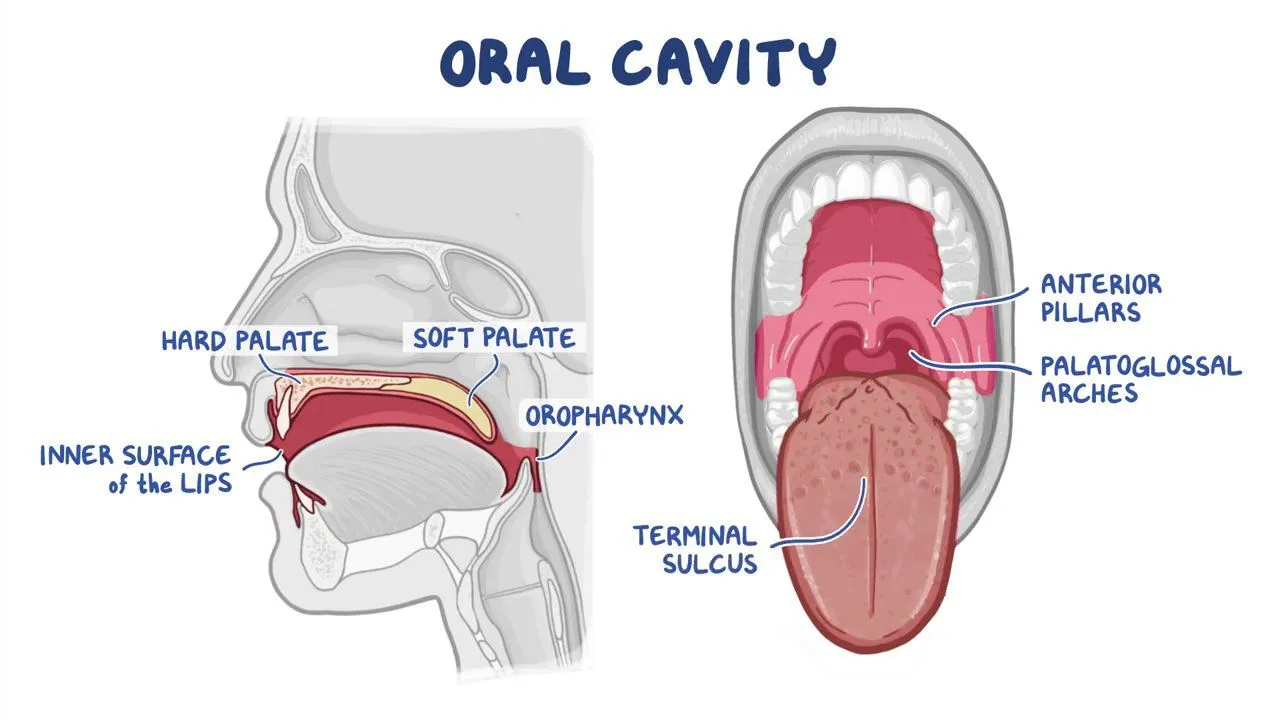 ORAL CAVITY
HARD PALATE
SOFT PALATE
OROPHARYNX
INNER SURFACE
of the LIPS
ANTERIOR
PILLARS
PALATOGLOSSAL
ARCHES
TERMINAL
SULCUS